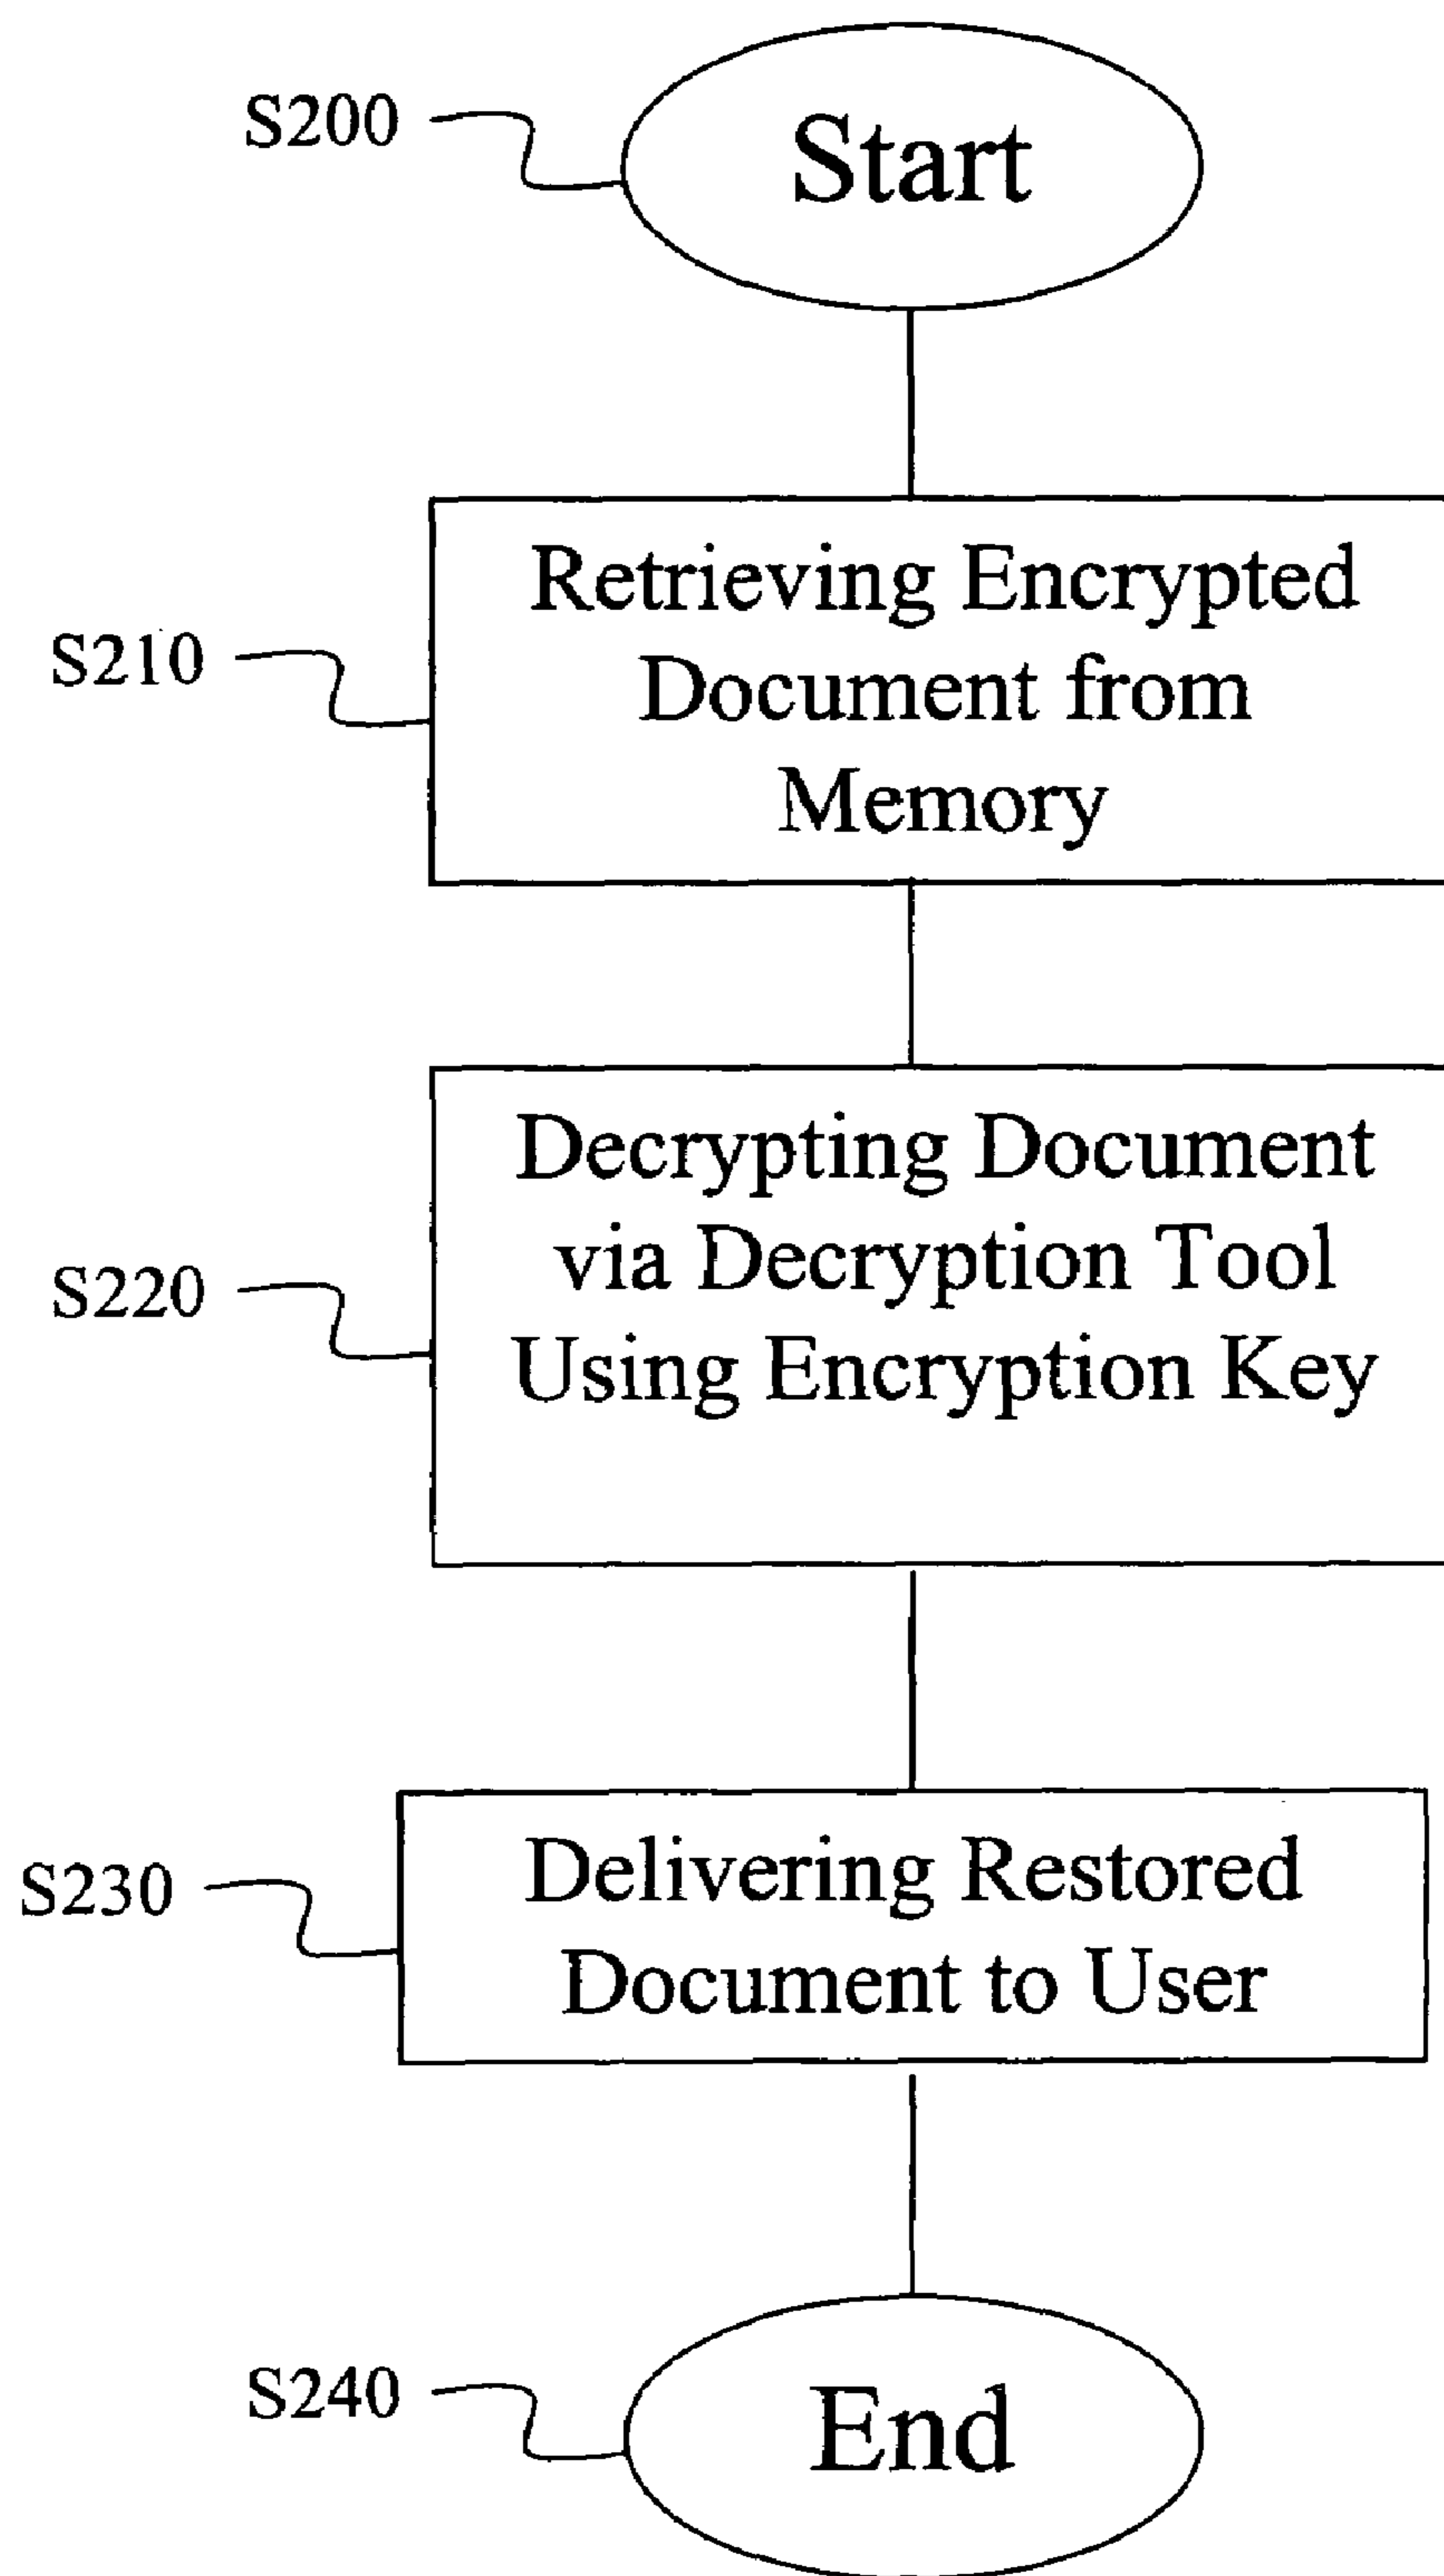 S200
Start
S210
Retrieving Encrypted
Document from
Memory
S220
Decrypting Document
via Decryption Tool
Using Encryption Key
S230
Delivering Restored
Document to User
S240
End